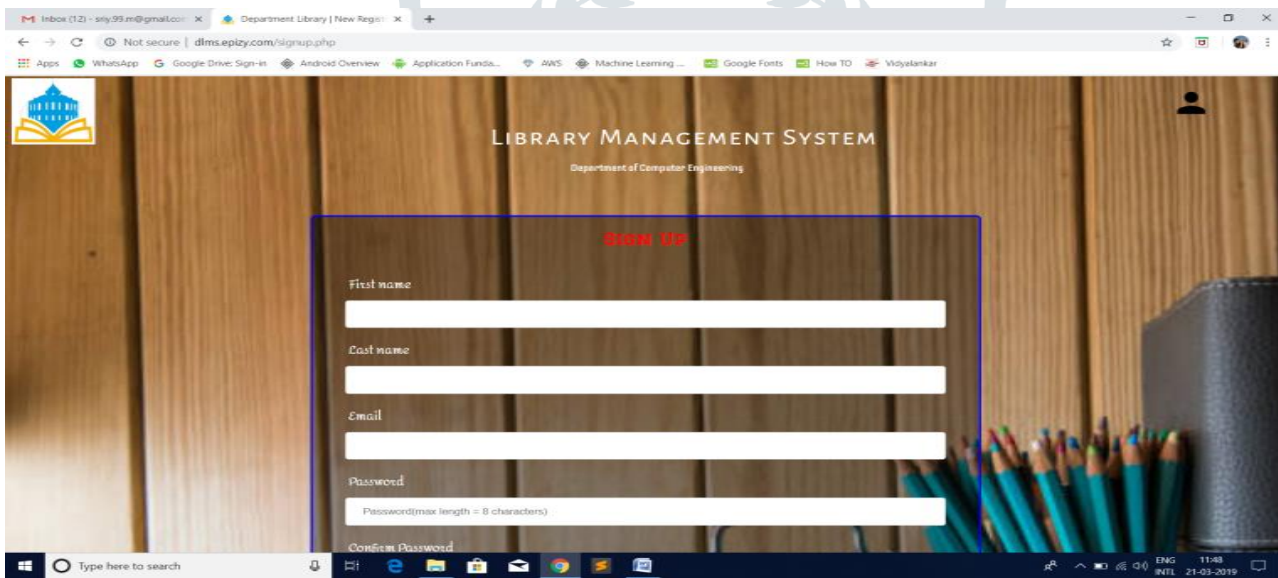 Inbox (12) - sriy.99.m@gmail.com
Department Library | New Regist
Not secure | dlms.epizy.com/signup.php
Apps WhatsApp Google Drive: Sign-in Android Overview Application Funda... AWS Machine Learning ... Google Fonts How TO Vidyalankar
LIBRARY MANAGEMENT SYSTEM
Department of Computer Engineering
SIGN UP
First name
Last name
Email
Password
Password(max length = 8 characters)
Confirm Password
Type here to search
ENG
INTL
11:48
21-03-2019